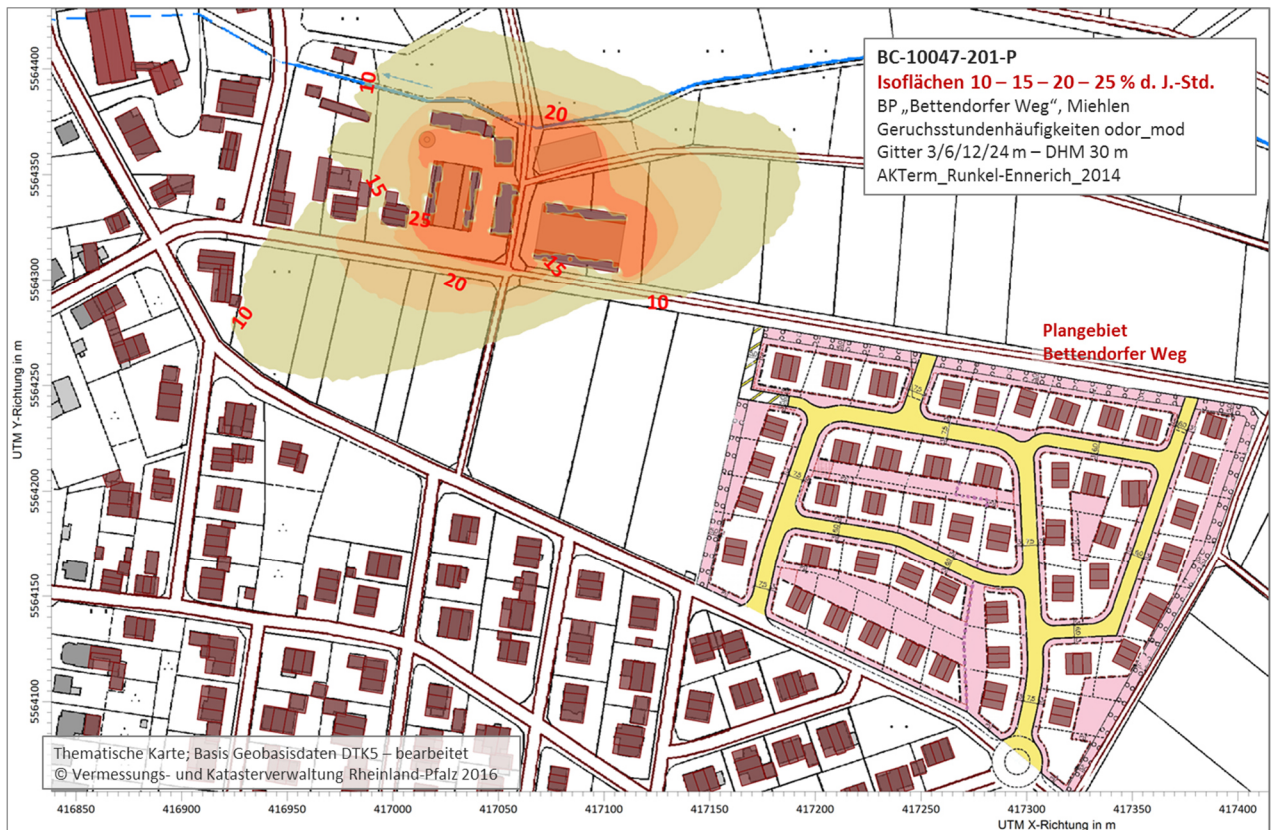 BC-10047-201-P
Isoflächen 10 – 15 – 20 – 25 % d. J.-Std.
BP „Bettendorfer Weg“, Miehlen
Geruchsstundenhäufigkeiten odor_mod
Gitter 3/6/12/24 m – DHM 30 m
AKTerm_Runkel-Ennerich_2014
10
20
15
25
15
20
10
10
Plangebiet
Bettendorfer Weg
UTM Y-Richtung in m
5564400
5564350
5564300
5564250
5564200
5564150
5564100
Thematische Karte; Basis Geobasisdaten DTK5 – bearbeitet
© Vermessungs- und Katasterverwaltung Rheinland-Pfalz 2016
416850 416900 416950 417000 417050 417100 417150 417200 417250 417300 417350 417400
UTM X-Richtung in m